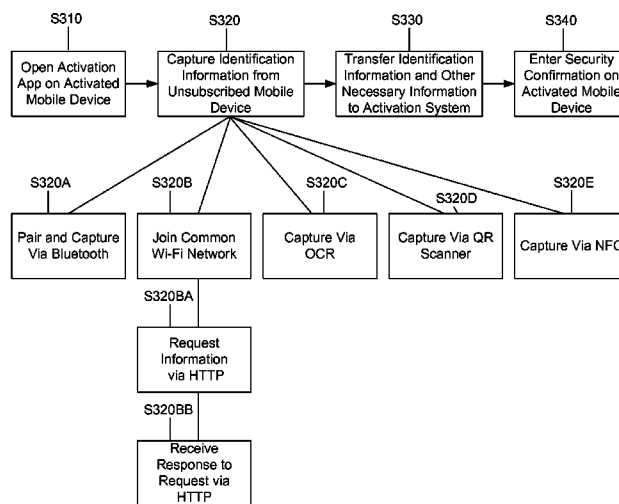 S310
S320
S330
S340
Open Activation
App on Activated
Mobile Device
Capture Identification
Information from
Unsubscribed Mobile
Device
Transfer Identification
Information and Other
Necessary Information
to Activation System
Enter Security
Confirmation on
Activated Mobile
Device
S320A
S320B
S320C
S320D
S320E
Pair and Capture
Via Bluetooth
Join Common
Wi-Fi Network
Capture Via
OCR
Capture Via QR
Scanner
Capture Via NFC
S320BA
Request
Information
via HTTP
S320BB
Receive
Response to
Request via
HTTP